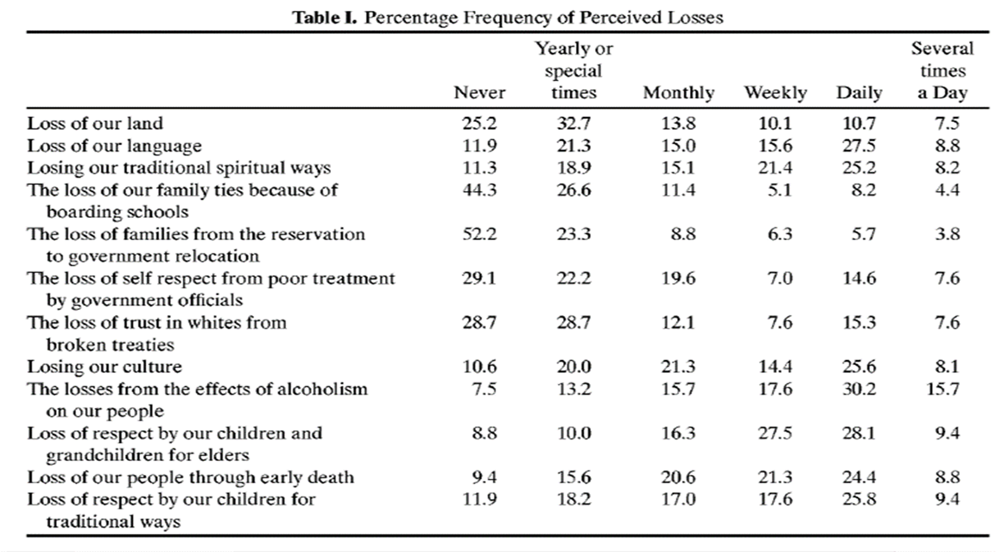 Table I. Percentage Frequency of Perceived Losses
Yearly or Several
special times
Never times Monthly Weekly Daily a Day
Loss of our land 25.2 32.7 13.8 10.1 10.7 7.5
Loss of our language 11.9 21.3 15.0 15.6 27.5 8.8
Losing our traditional spiritual ways 11.3 18.9 15.1 21.4 25.2 8.2
The loss of our family ties because of 44.3 26.6 11.4 5.1 8.2 4.4
boarding schools
The loss of families from the reservation 52.2 23.3 8.8 6.3 5.7 3.8
to government relocation
The loss of self respect from poor treatment 29.1 22.2 19.6 7.0 14.6 7.6
by government officials
The loss of trust in whites from 28.7 28.7 12.1 7.6 15.3 7.6
broken treaties
Losing our culture 10.6 20.0 21.3 14.4 25.6 8.1
The losses from the effects of alcoholism 7.5 13.2 15.7 17.6 30.2 15.7
on our people
Loss of respect by our children and 8.8 10.0 16.3 27.5 28.1 9.4
grandchildren for elders
Loss of our people through early death 9.4 15.6 20.6 21.3 24.4 8.8
Loss of respect by our children for 11.9 18.2 17.0 17.6 25.8 9.4
traditional ways